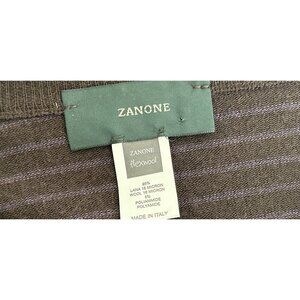 ZANONE
ZANONE
flexwool
LANA 18 MICRON
WOOL 18 MICRON
POLIAMMIDE
POLYAMIDE
MADE IN ITALY